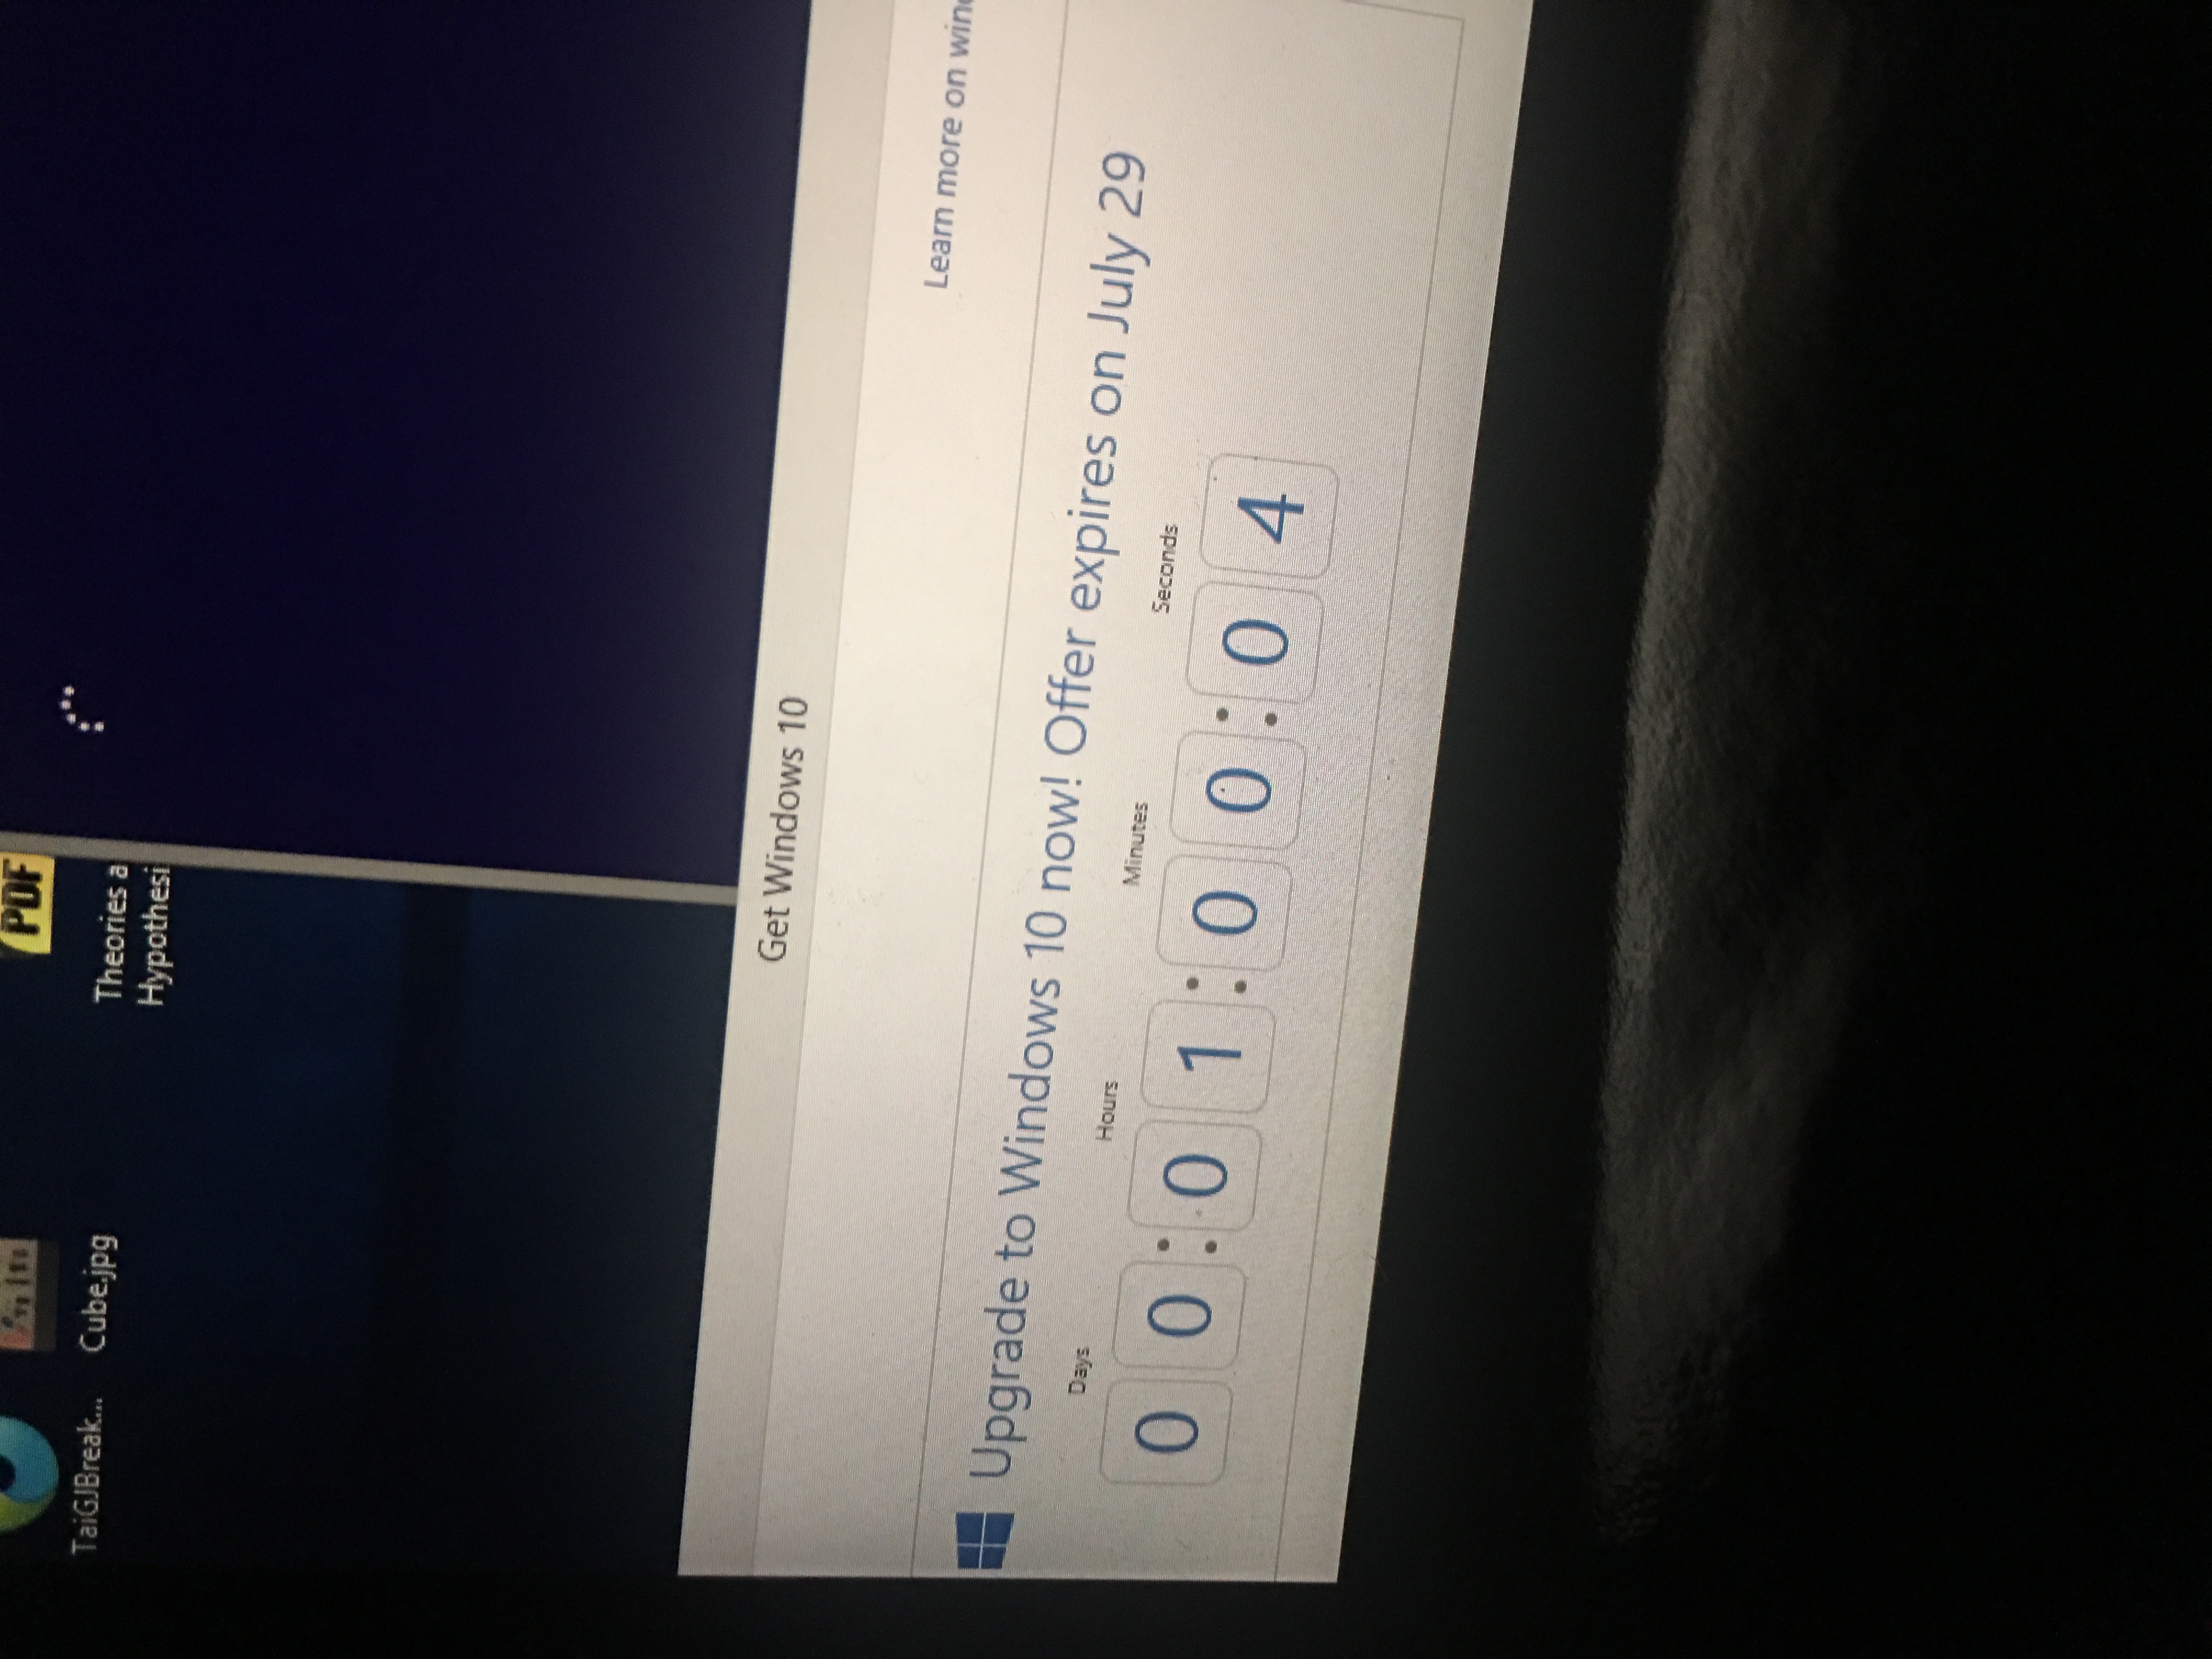 TaiGJBreak...
Cube.jpg
PDF
Theories a
Hypothesi
Get Windows 10
Learn more on win
Upgrade to Windows 10 now! Offer expires on July 29
Days Hours Minutes Seconds
0 0 : 0 1 : 0 0 : 0 4